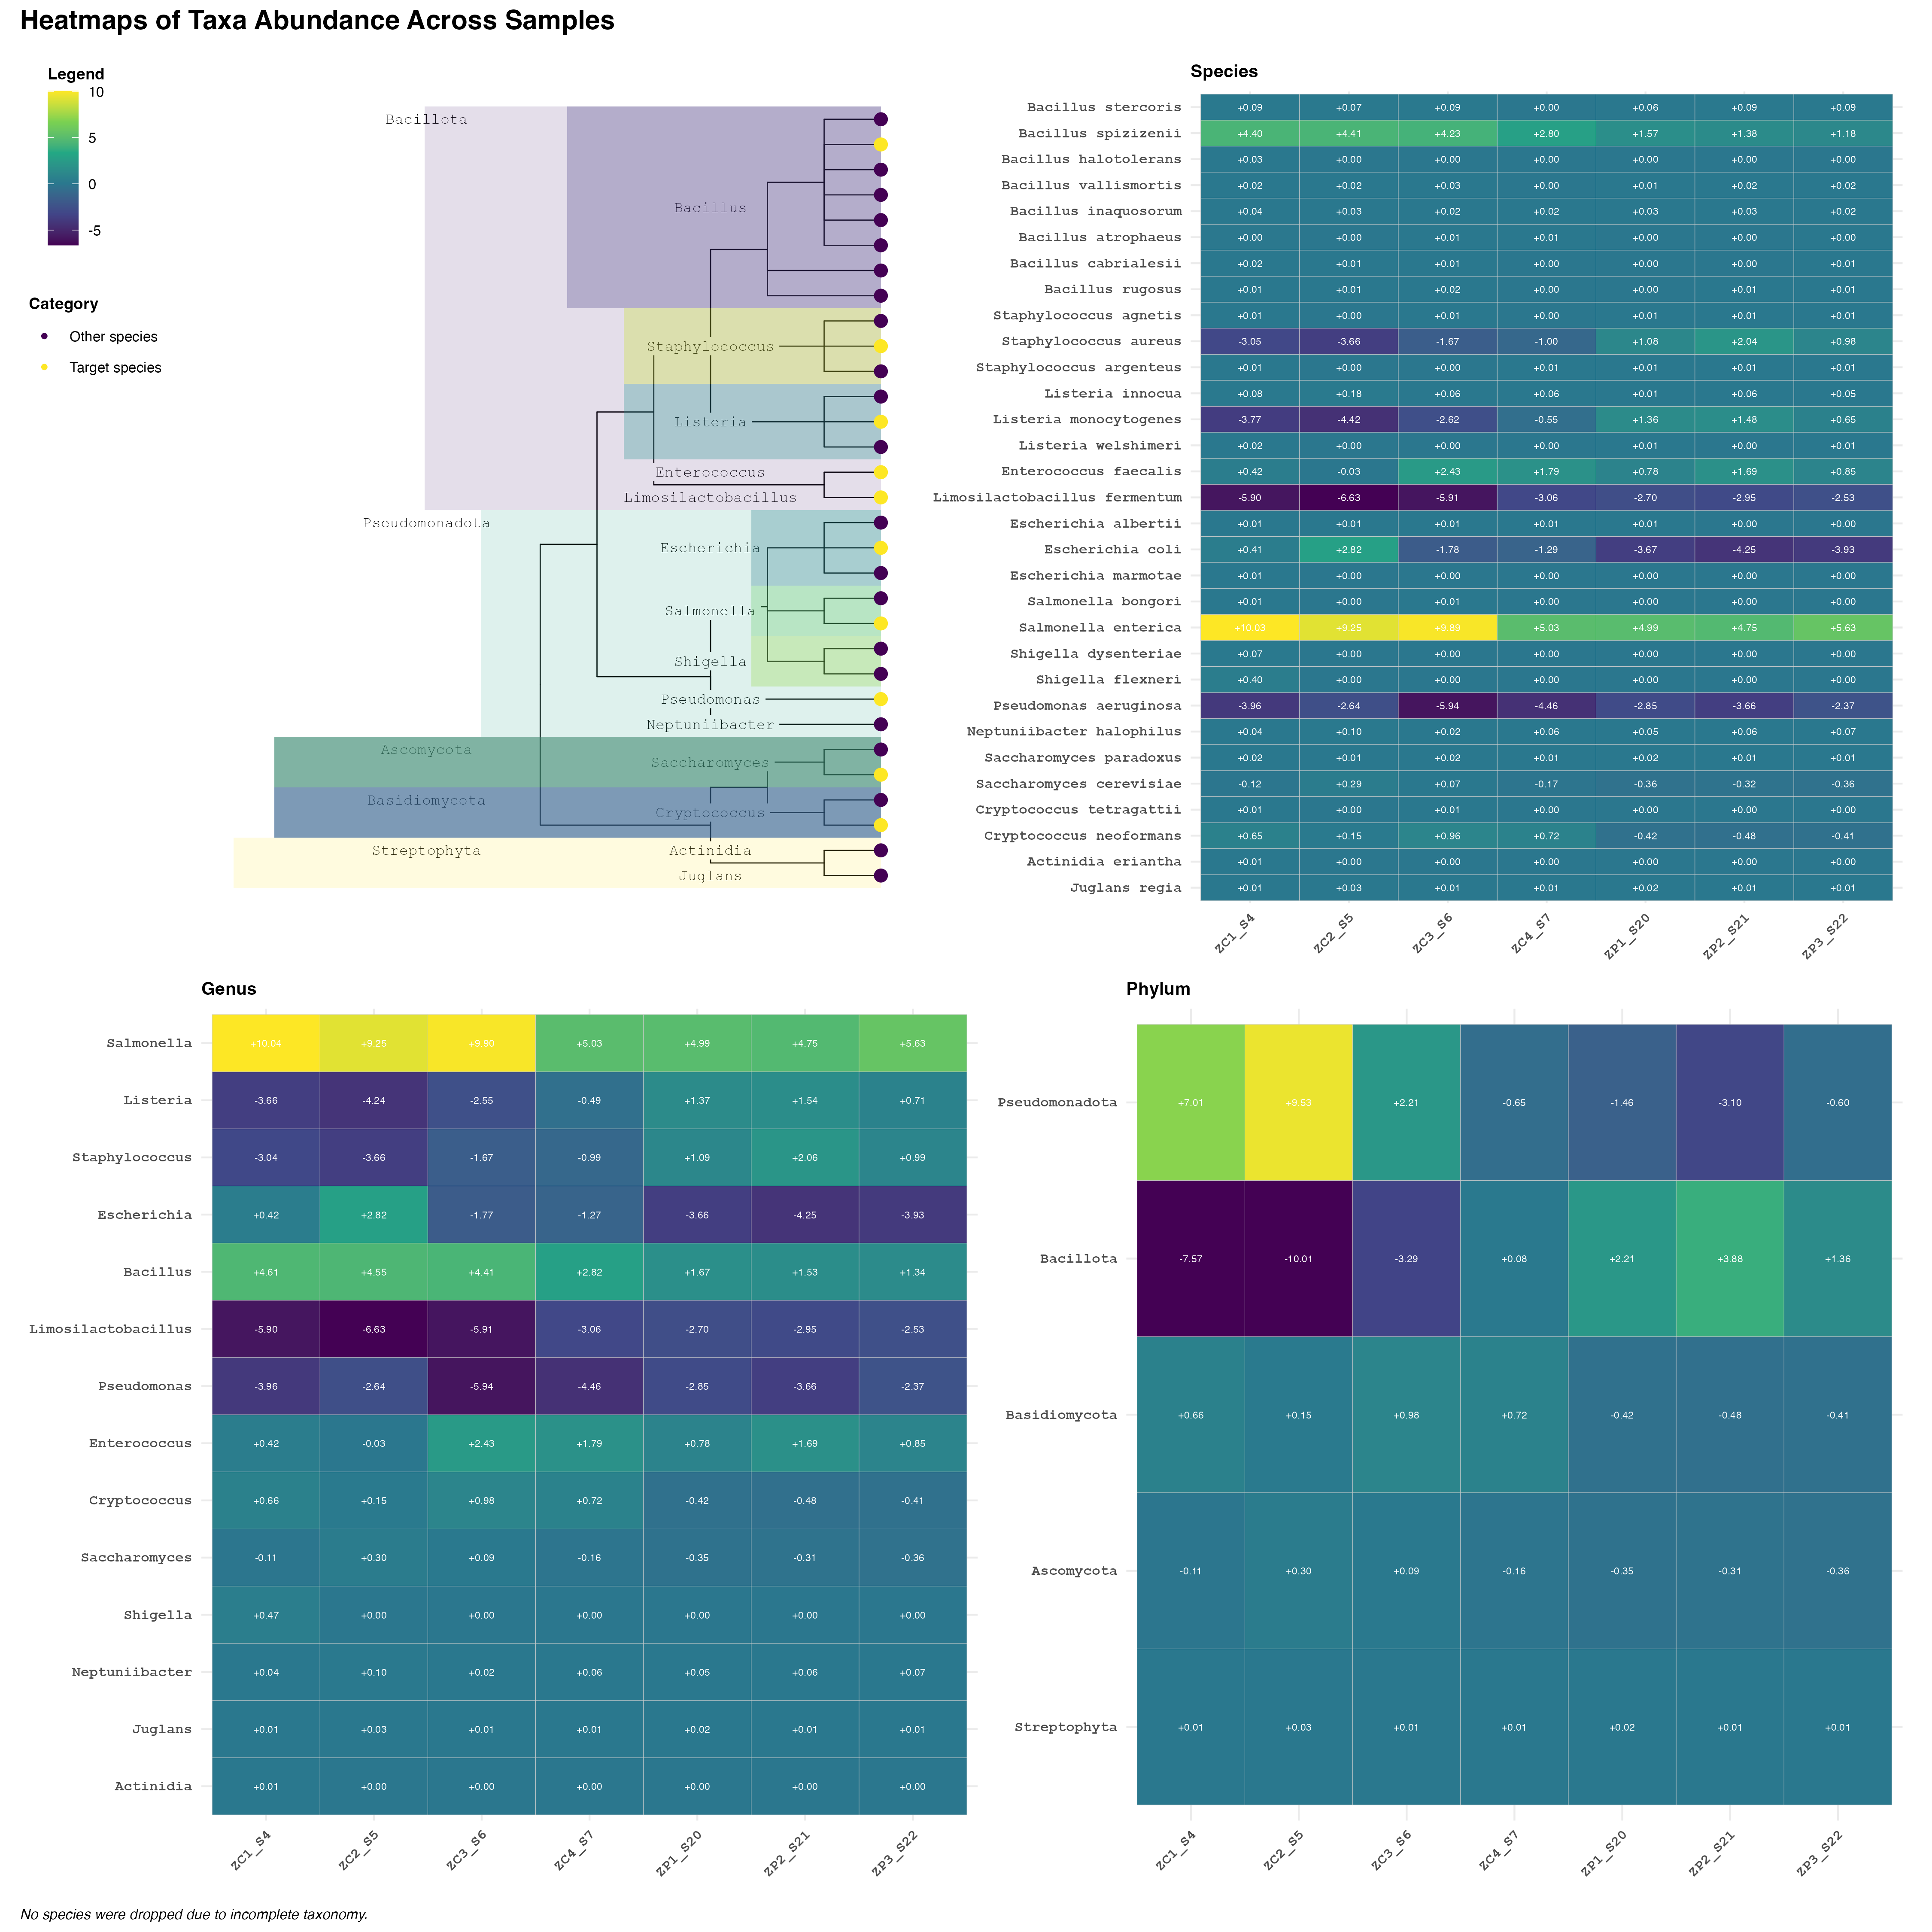 Heatmaps of Taxa Abundance Across Samples
Legend
10
5
0
-5
Category
Other species
Target species
Bacillota
Bacillus
Staphylococcus
Listeria
Enterococcus
Limosilactobacillus
Pseudomonadota
Escherichia
Salmonella
Shigella
Pseudomonas
Neptuniibacter
Ascomycota
Saccharomyces
Basidiomycota
Cryptococcus
Streptophyta
Actinidia
Juglans
Species
Bacillus stercoris +0.09 +0.07 +0.09 +0.00 +0.06 +0.09 +0.09
Bacillus spizizenii +4.40 +4.41 +4.23 +2.80 +1.57 +1.38 +1.18
Bacillus halotolerans +0.03 +0.00 +0.00 +0.00 +0.00 +0.00 +0.00
Bacillus vallismortis +0.02 +0.02 +0.03 +0.00 +0.01 +0.02 +0.02
Bacillus inaquosorum +0.04 +0.03 +0.02 +0.02 +0.03 +0.03 +0.02
Bacillus atrophaeus +0.00 +0.00 +0.01 +0.01 +0.00 +0.00 +0.00
Bacillus cabrialesii +0.02 +0.01 +0.01 +0.00 +0.00 +0.00 +0.01
Bacillus rugosus +0.01 +0.01 +0.02 +0.00 +0.00 +0.01 +0.01
Staphylococcus agnetis +0.01 +0.00 +0.01 +0.00 +0.01 +0.01 +0.01
Staphylococcus aureus -3.05 -3.66 -1.67 -1.00 +1.08 +2.04 +0.98
Staphylococcus argenteus +0.01 +0.00 +0.00 +0.01 +0.01 +0.01 +0.01
Listeria innocua +0.08 +0.18 +0.06 +0.06 +0.01 +0.06 +0.05
Listeria monocytogenes -3.77 -4.42 -2.62 -0.55 +1.36 +1.48 +0.65
Listeria welshimeri +0.02 +0.00 +0.00 +0.00 +0.01 +0.00 +0.01
Enterococcus faecalis +0.42 -0.03 +2.43 +1.79 +0.78 +1.69 +0.85
Limosilactobacillus fermentum -5.90 -6.63 -5.91 -3.06 -2.70 -2.95 -2.53
Escherichia albertii +0.01 +0.01 +0.01 +0.01 +0.01 +0.00 +0.00
Escherichia coli +0.41 +2.82 -1.78 -1.29 -3.67 -4.25 -3.93
Escherichia marmotae +0.01 +0.00 +0.00 +0.00 +0.00 +0.00 +0.00
Salmonella bongori +0.01 +0.00 +0.01 +0.00 +0.00 +0.00 +0.00
Salmonella enterica +10.03 +9.25 +9.89 +5.03 +4.99 +4.75 +5.63
Shigella dysenteriae +0.07 +0.00 +0.00 +0.00 +0.00 +0.00 +0.00
Shigella flexneri +0.40 +0.00 +0.00 +0.00 +0.00 +0.00 +0.00
Pseudomonas aeruginosa -3.96 -2.64 -5.94 -4.46 -2.85 -3.66 -2.37
Neptuniibacter halophilus +0.04 +0.10 +0.02 +0.06 +0.05 +0.06 +0.07
Saccharomyces paradoxus +0.02 +0.01 +0.02 +0.01 +0.02 +0.01 +0.01
Saccharomyces cerevisiae -0.12 +0.29 +0.07 -0.17 -0.36 -0.32 -0.36
Cryptococcus tetragattii +0.01 +0.00 +0.01 +0.00 +0.00 +0.00 +0.00
Cryptococcus neoformans +0.65 +0.15 +0.96 +0.72 -0.42 -0.48 -0.41
Actinidia eriantha +0.01 +0.00 +0.00 +0.00 +0.00 +0.00 +0.00
Juglans regia +0.01 +0.03 +0.01 +0.01 +0.02 +0.01 +0.01
ZC1_S4 ZC2_S5 ZC3_S6 ZC4_S7 ZP1_S20 ZP2_S21 ZP3_S22
Genus
Salmonella +10.04 +9.25 +9.90 +5.03 +4.99 +4.75 +5.63
Listeria -3.66 -4.24 -2.55 -0.49 +1.37 +1.54 +0.71
Staphylococcus -3.04 -3.66 -1.67 -0.99 +1.09 +2.06 +0.99
Escherichia +0.42 +2.82 -1.77 -1.27 -3.66 -4.25 -3.93
Bacillus +4.61 +4.55 +4.41 +2.82 +1.67 +1.53 +1.34
Limosilactobacillus -5.90 -6.63 -5.91 -3.06 -2.70 -2.95 -2.53
Pseudomonas -3.96 -2.64 -5.94 -4.46 -2.85 -3.66 -2.37
Enterococcus +0.42 -0.03 +2.43 +1.79 +0.78 +1.69 +0.85
Cryptococcus +0.66 +0.15 +0.98 +0.72 -0.42 -0.48 -0.41
Saccharomyces -0.11 +0.30 +0.09 -0.16 -0.35 -0.31 -0.36
Shigella +0.47 +0.00 +0.00 +0.00 +0.00 +0.00 +0.00
Neptuniibacter +0.04 +0.10 +0.02 +0.06 +0.05 +0.06 +0.07
Juglans +0.01 +0.03 +0.01 +0.01 +0.02 +0.01 +0.01
Actinidia +0.01 +0.00 +0.00 +0.00 +0.00 +0.00 +0.00
ZC1_S4 ZC2_S5 ZC3_S6 ZC4_S7 ZP1_S20 ZP2_S21 ZP3_S22
Phylum
Pseudomonadota +7.01 +9.53 +2.21 -0.65 -1.46 -3.10 -0.60
Bacillota -7.57 -10.01 -3.29 +0.08 +2.21 +3.88 +1.36
Basidiomycota +0.66 +0.15 +0.98 +0.72 -0.42 -0.48 -0.41
Ascomycota -0.11 +0.30 +0.09 -0.16 -0.35 -0.31 -0.36
Streptophyta +0.01 +0.03 +0.01 +0.01 +0.02 +0.01 +0.01
ZC1_S4 ZC2_S5 ZC3_S6 ZC4_S7 ZP1_S20 ZP2_S21 ZP3_S22
No species were dropped due to incomplete taxonomy.